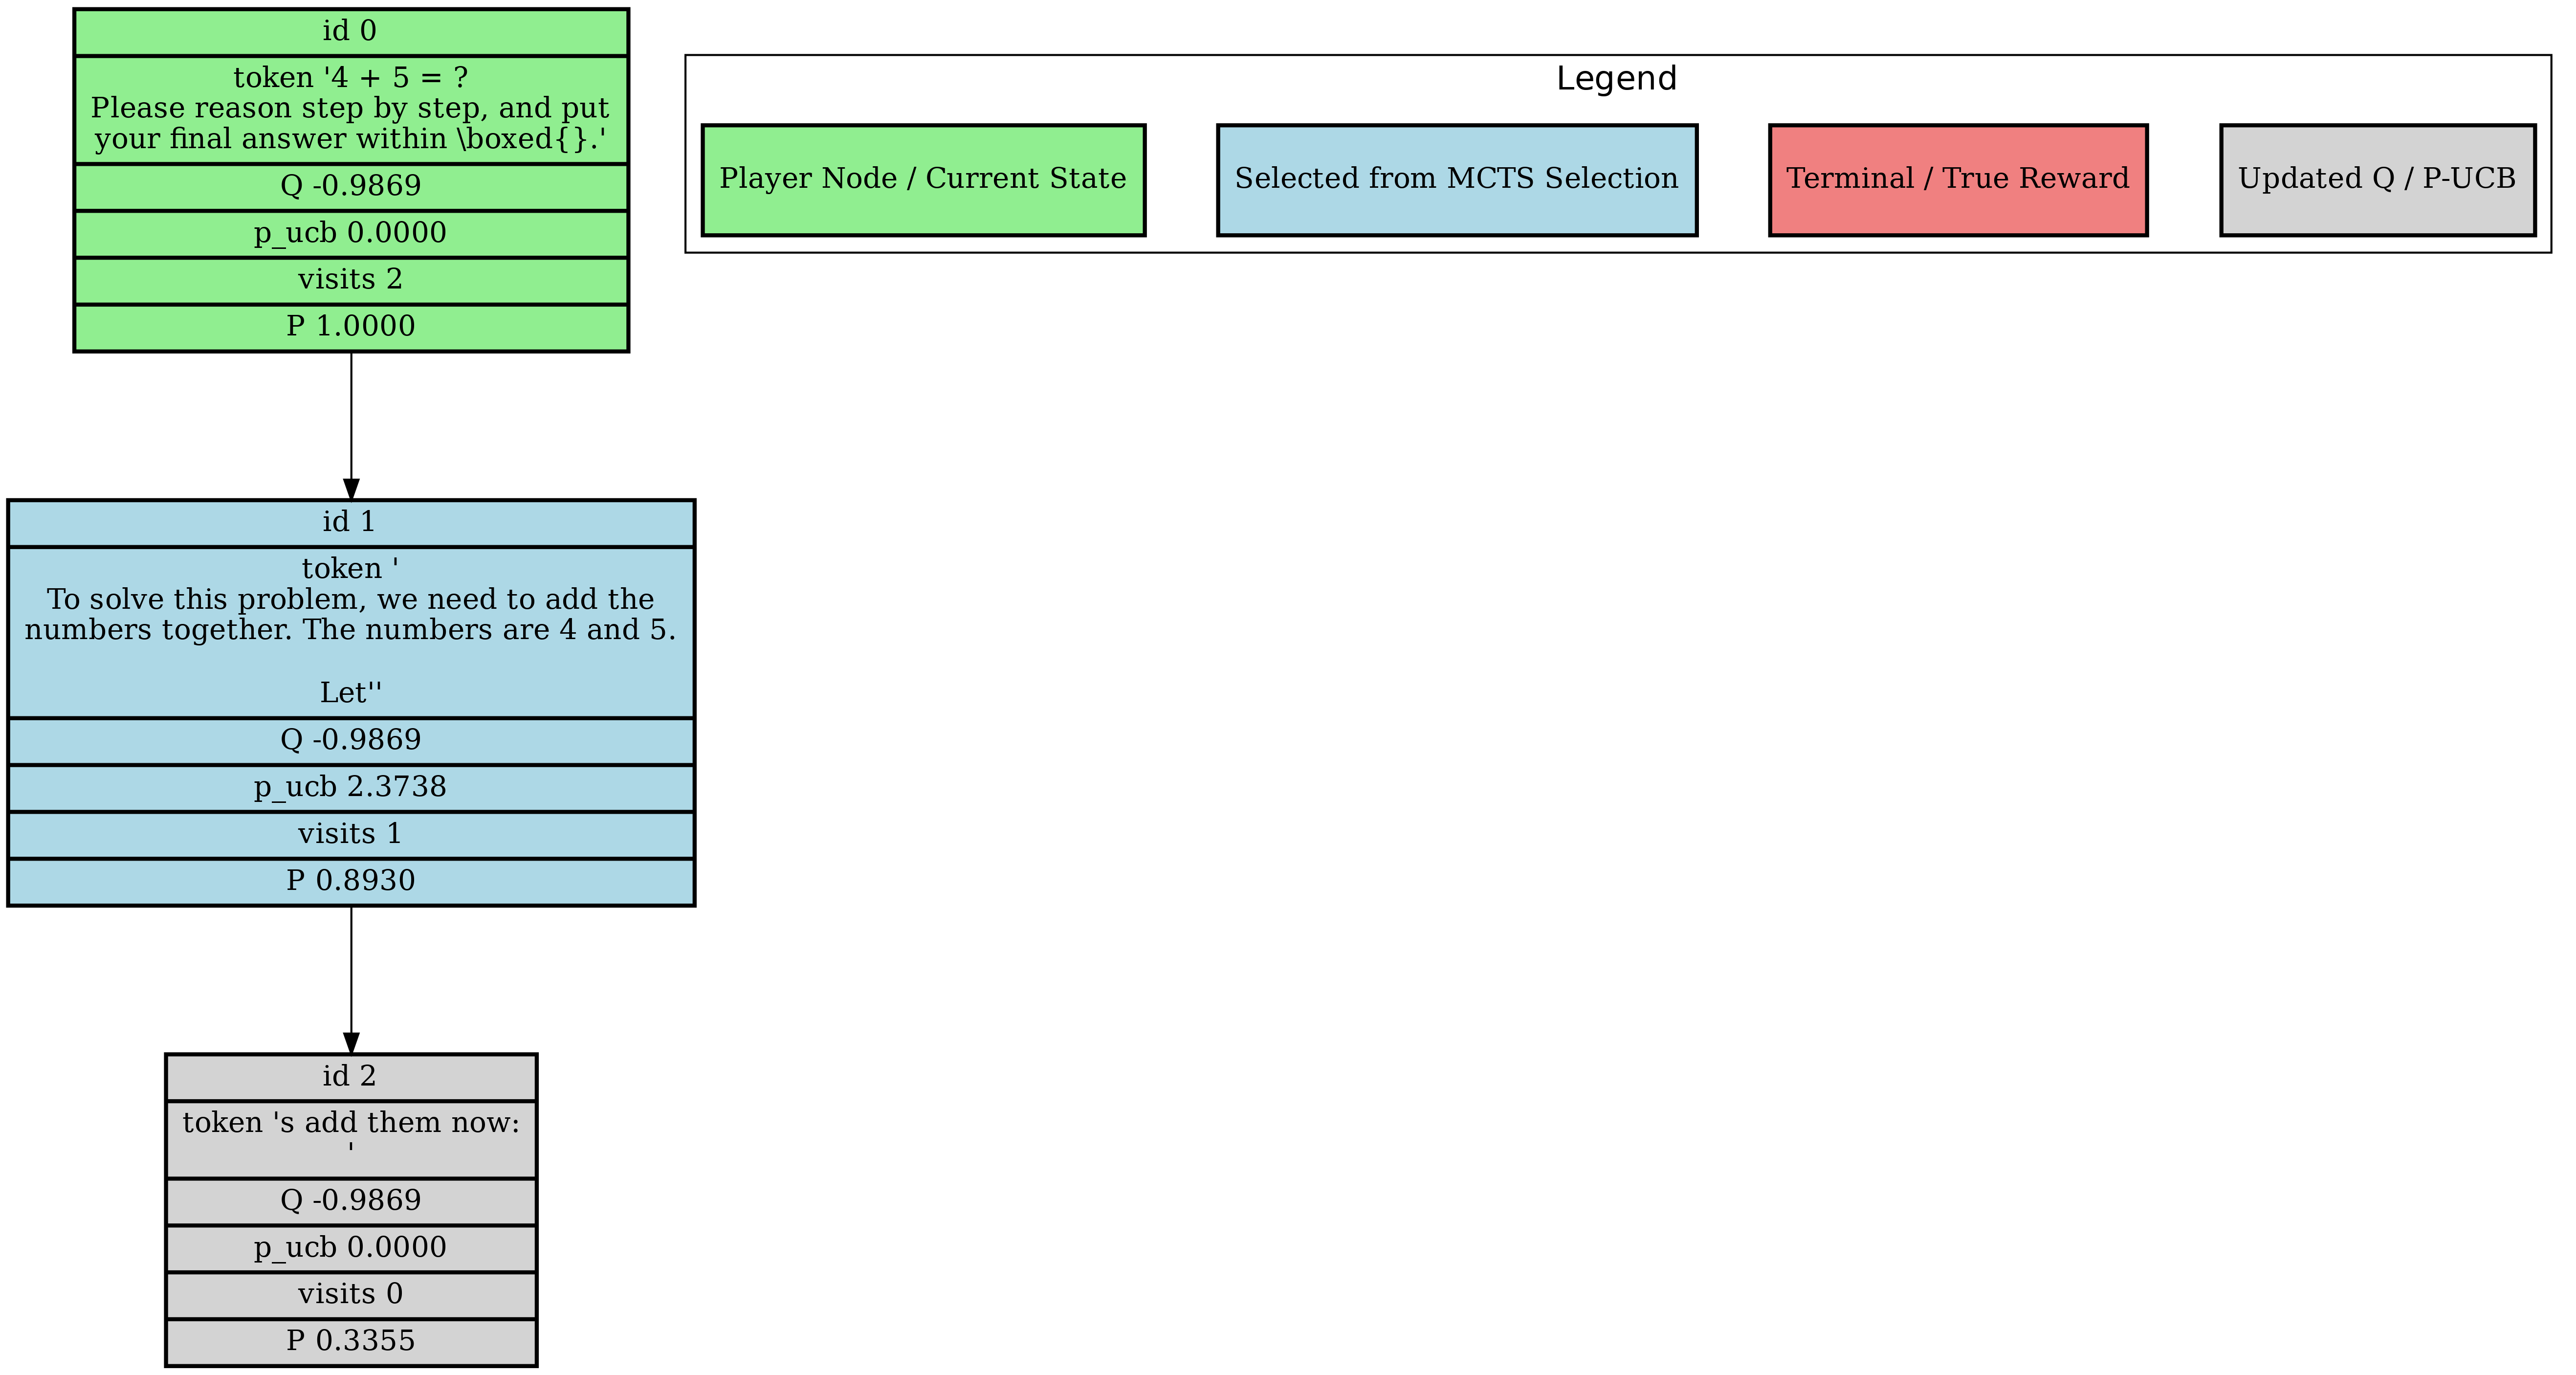 id 0
token '4 + 5 = ?
Please reason step by step, and put
your final answer within \boxed{}.'
Q -0.9869
p_ucb 0.0000
visits 2
P 1.0000
Legend
Player Node / Current State
Selected from MCTS Selection
Terminal / True Reward
Updated Q / P-UCB
id 1
token '
To solve this problem, we need to add the
numbers together. The numbers are 4 and 5.
Let''
Q -0.9869
p_ucb 2.3738
visits 1
P 0.8930
id 2
token 's add them now:
'
Q -0.9869
p_ucb 0.0000
visits 0
P 0.3355